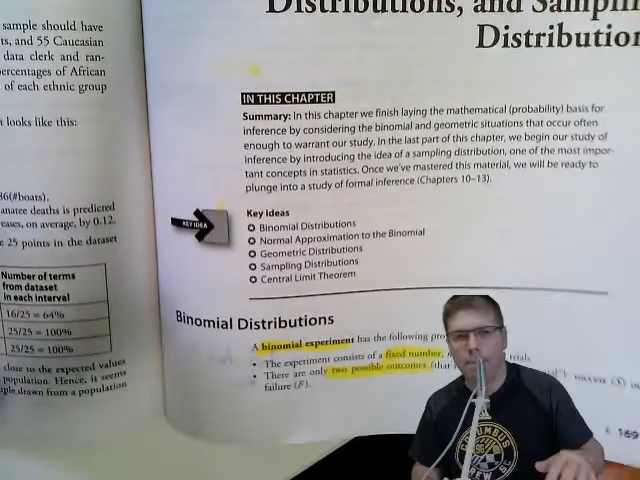 sample should have
ts, and 55 Caucasian
data clerk and ran-
percentages of African
of each ethnic group
looks like this:
86(#boats).
anatee deaths is predicted
eases, on average, by 0.12.
e 25 points in the dataset
Number of terms
from dataset
in each interval
16/25 = 64%
25/25 = 100%
25/25 = 100%
close to the expected values
population. Hence, it seems
ple drawn from a population
Distributions, and Samplin
Distribution
IN THIS CHAPTER
Summary: In this chapter we finish laying the mathematical (probability) basis for
inference by considering the binomial and geometric situations that occur often
enough to warrant our study. In the last part of this chapter, we begin our study of
inference by introducing the idea of a sampling distribution, one of the most impor-
tant concepts in statistics. Once we've mastered this material, we will be ready to
plunge into a study of formal inference (Chapters 10–13).
KEY IDEA
Key Ideas
Binomial Distributions
Normal Approximation to the Binomial
Geometric Distributions
Sampling Distributions
Central Limit Theorem
Binomial Distributions
A binomial experiment has the following pro
• The experiment consists of a fixed number, trials
• There are only two possible outcomes (that success (S)
failure (F).
169
COLUMBUS
96
CREW SC